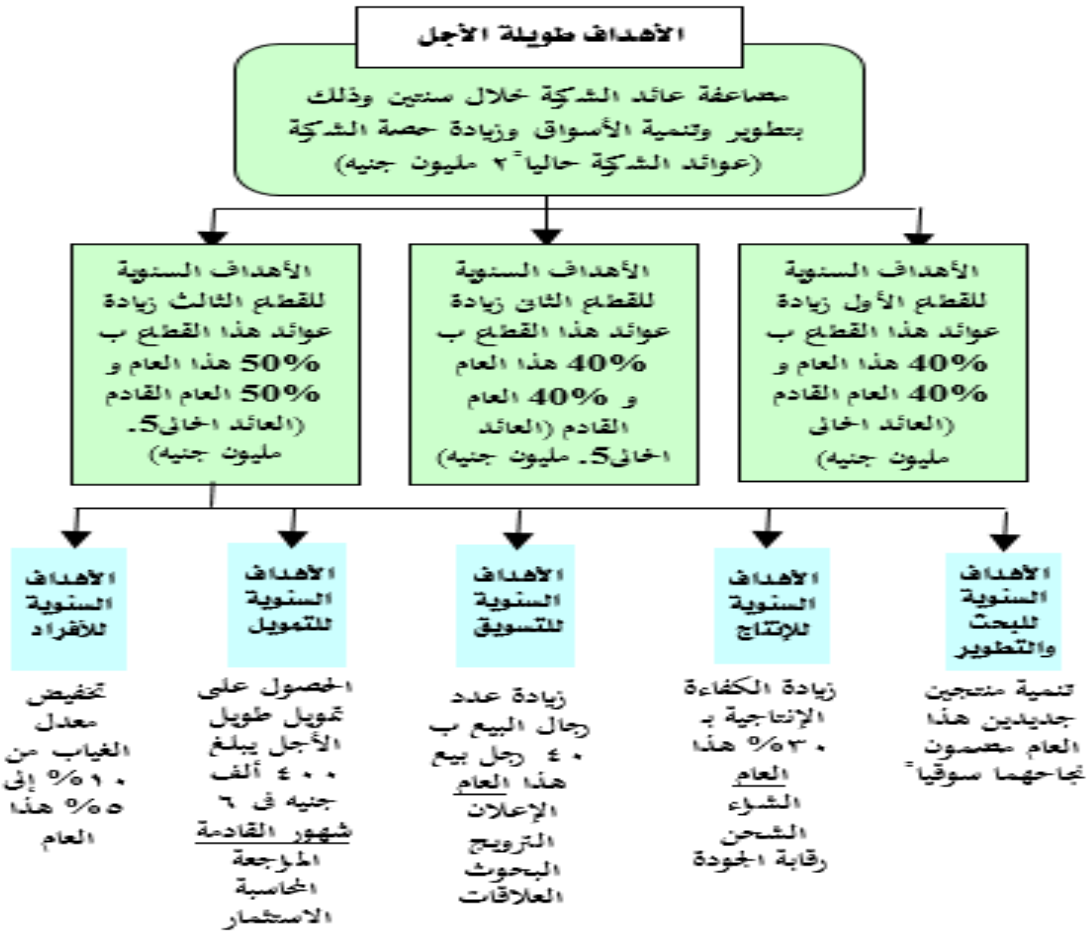 الأهداف طويلة الأجل
مضاعفة عائد الشركة خلال سنتين وذلك
بتطوير وتنمية الأسواق وزيادة حصة الشركة
(عوائد الشركة حاليا ً ٢ مليون جنيه)
الأهداف السنوية
للقطاع الأول زيادة
عوائد هذا القطاع ب
40% هذا العام و
40% العام القادم
(العائد الحالى
مليون جنيه)
الأهداف السنوية
للقطاع الثانى زيادة
عوائد هذا القطاع ب
40% هذا العام
و 40% العام
القادم (العائد
الحالى5. مليون جنيه)
الأهداف السنوية
للقطاع الثالث زيادة
عوائد هذا القطاع ب
50% هذا العام و
50% العام القادم
(العائد الحالى5.
مليون جنيه)
الأهداف
السنوية
للبحث
والتطوير
تنمية منتجين
جديدين هذا
العام مضمون
نجاحهما سوقيا ً
الأهداف
السنوية
للإنتاج
زيادة الكفاءة
الإنتاجية بـ
٣٠% هذا
العام
الشراء
الشحن
رقابة الجودة
الأهداف
السنوية
للتسويق
زيادة عدد
رجال البيع ب
٤٠ رجل بيع
هذا العام
الإعلان
الترويج
البحوث
العلاقات
الأهداف
السنوية
للتمويل
الحصول على
تمويل طويل
الأجل يبلغ
٤٠٠ ألف
جنيه فى ٦
شهور القادمة
المراجعة
المحاسبة
الاستثمار
الأهداف
السنوية
للأفراد
تخفيض
معدل
الغياب من
١٠% إلى
٥% هذا
العام